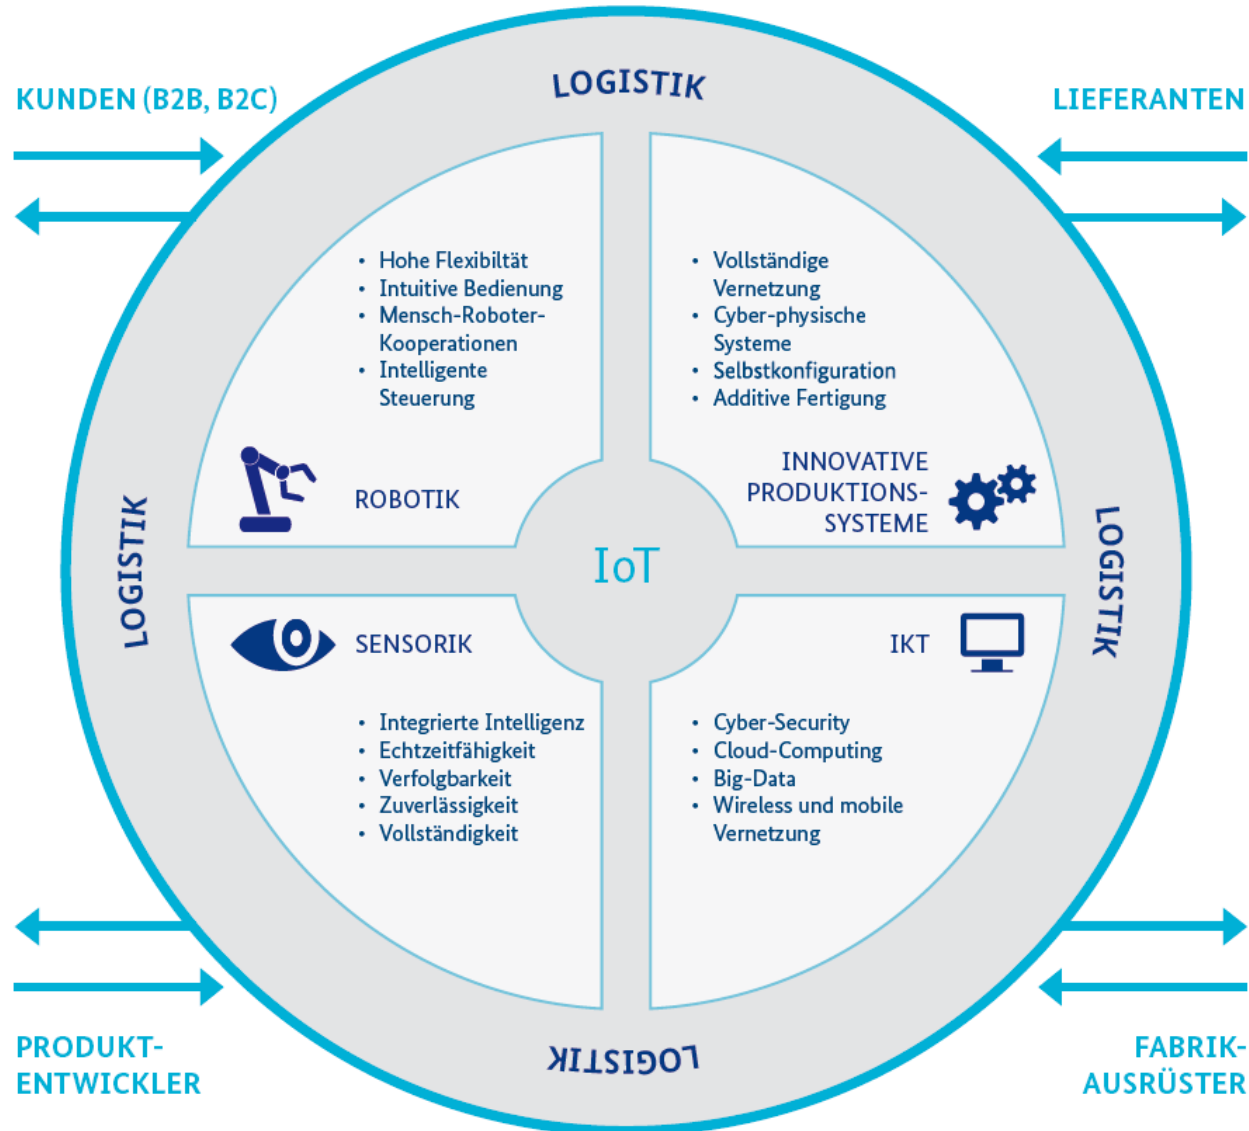 LOGISTIK
KUNDEN (B2B, B2C)
LIEFERANTEN
• Hohe Flexibiltät
• Intuitive Bedienung
• Mensch-Roboter-
Kooperationen
• Intelligente
Steuerung
ROBOTIK
• Vollständige
Vernetzung
• Cyber-physische
Systeme
• Selbstkonfiguration
• Additive Fertigung
INNOVATIVE
PRODUKTIONS-
SYSTEME
LOGISTIK
IoT
LOGISTIK
SENSORIK
• Integrierte Intelligenz
• Echtzeitfähigkeit
• Verfolgbarkeit
• Zuverlässigkeit
• Vollständigkeit
IKT
• Cyber-Security
• Cloud-Computing
• Big-Data
• Wireless und mobile
Vernetzung
PRODUKT-
ENTWICKLER
LOGISTIK
FABRIK-
AUSRÜSTER